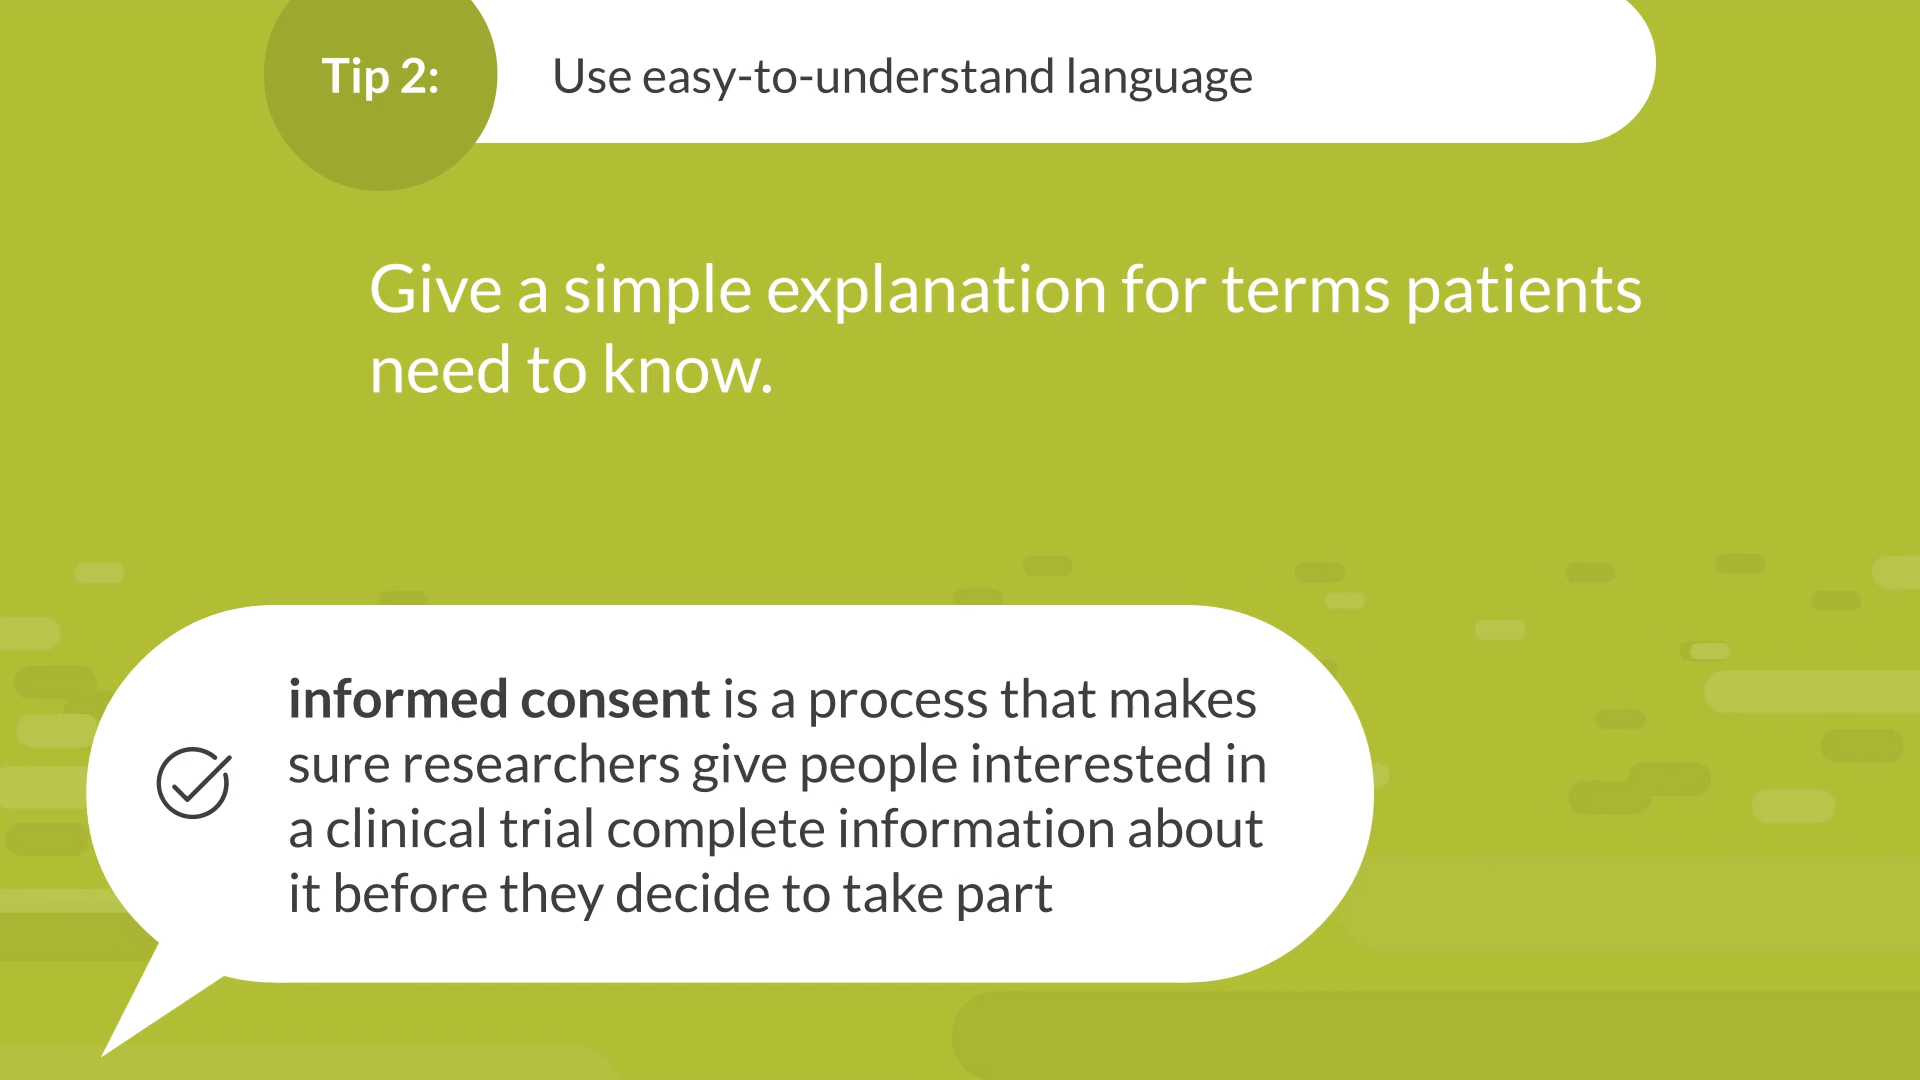 Tip 2:
Use easy-to-understand language
Give a simple explanation for terms patients
need to know.
informed consent is a process that makes
sure researchers give people interested in
a clinical trial complete information about
it before they decide to take part